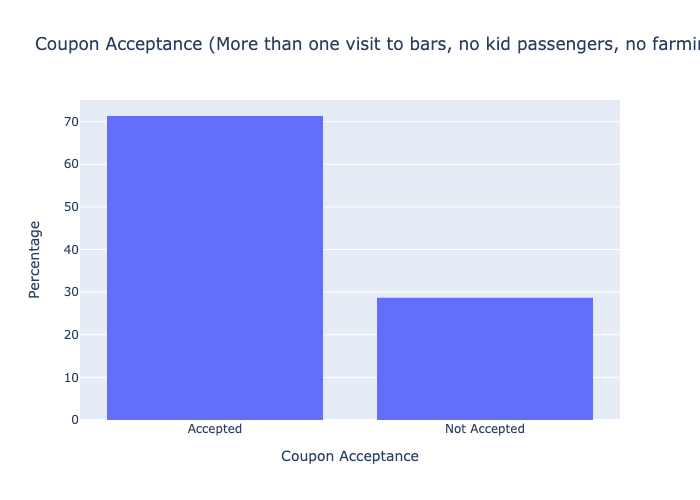 Coupon Acceptance (More than one visit to bars, no kid passengers, no farmin
70
60
50
40
30
20
10
0
Percentage
Accepted
Not Accepted
Coupon Acceptance